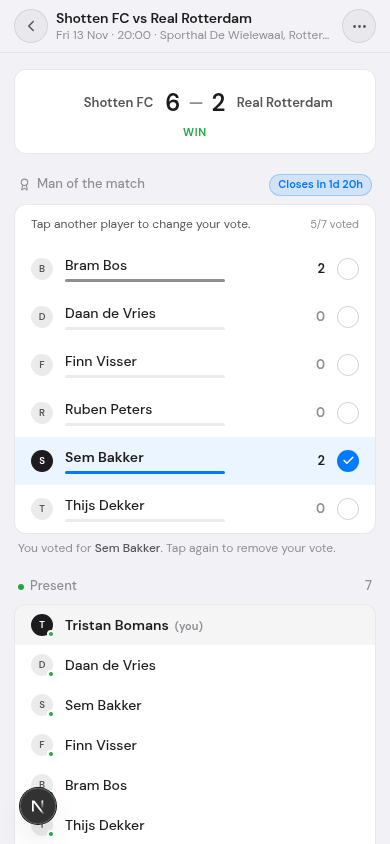 Shotten FC vs Real Rotterdam
Fri 13 Nov · 20:00 · Sporthal De Wielewaal, Rotter...
Shotten FC 6 — 2 Real Rotterdam
WIN
Man of the match Closes in 1d 20h
Tap another player to change your vote. 5/7 voted
B Bram Bos 2
D Daan de Vries 0
F Finn Visser 0
R Ruben Peters 0
S Sem Bakker 2
T Thijs Dekker 0
You voted for Sem Bakker. Tap again to remove your vote.
Present 7
T Tristan Bomans (you)
D Daan de Vries
S Sem Bakker
F Finn Visser
B Bram Bos
N
Thijs Dekker